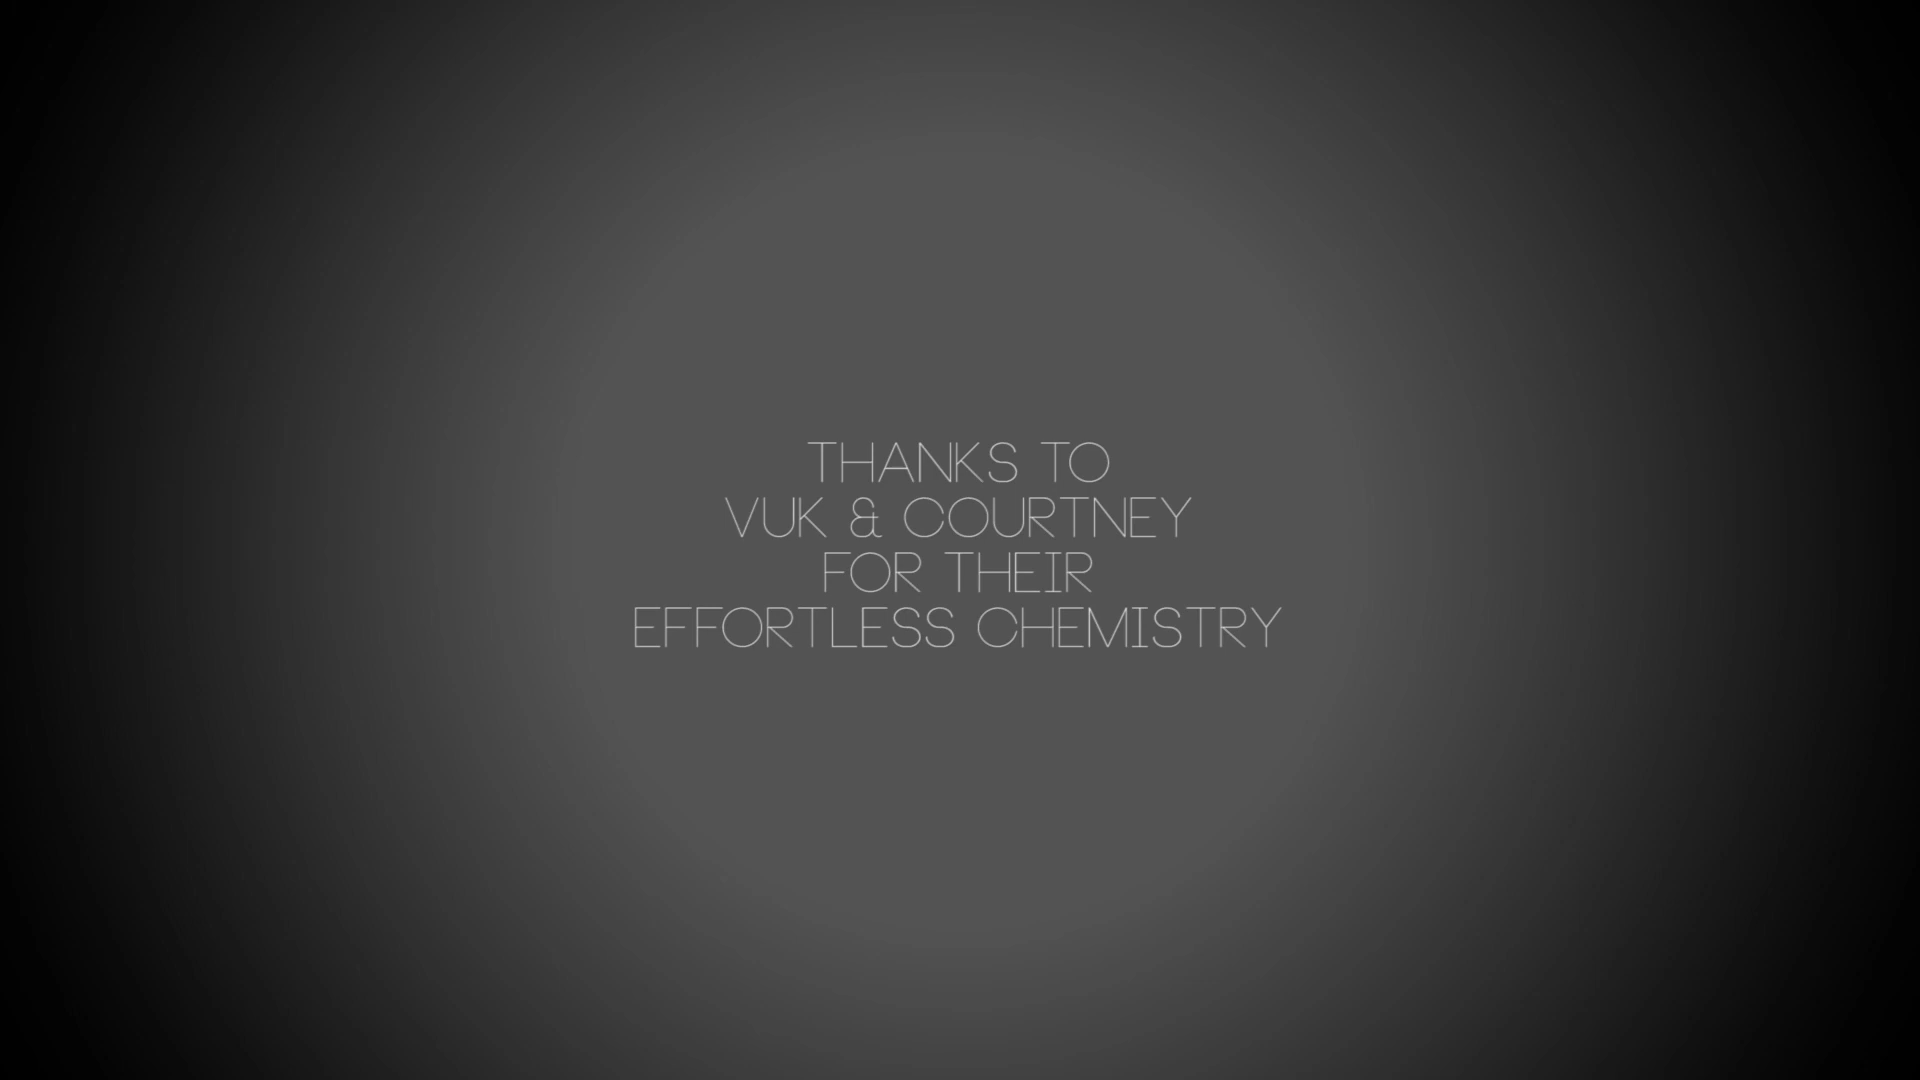 THANKS TO
VUK & COURTNEY
FOR THEIR
EFFORTLESS CHEMISTRY